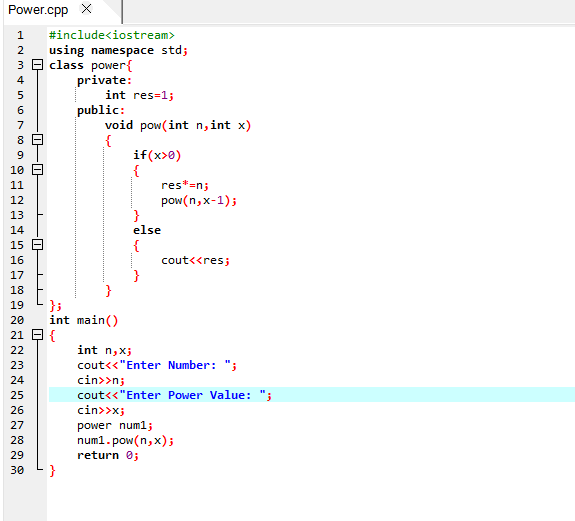 Power.cpp
1 #include<iostream>
2 using namespace std;
3 class power{
4 private:
5 int res=1;
6 public:
7 void pow(int n,int x)
8 {
9 if(x>0)
10 {
11 res*=n;
12 pow(n,x-1);
13 }
14 else
15 {
16 cout<<res;
17 }
18 }
19 };
20 int main()
21 {
22 int n,x;
23 cout<<"Enter Number: ";
24 cin>>n;
25 cout<<"Enter Power Value: ";
26 cin>>x;
27 power num1;
28 num1.pow(n,x);
29 return 0;
30 }